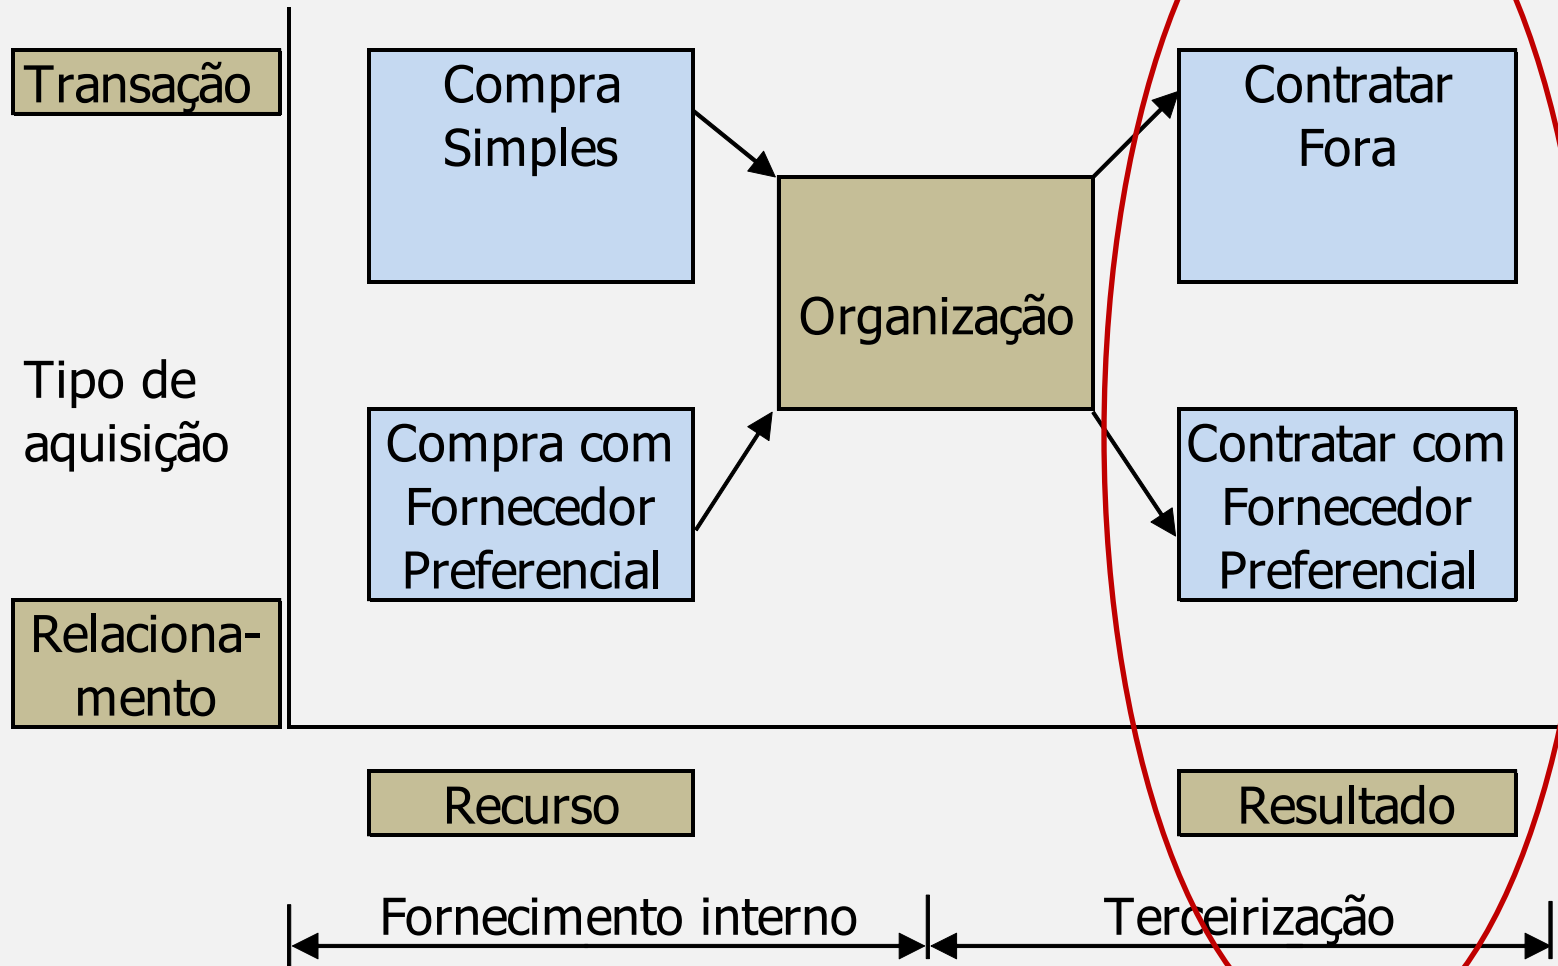 Transação
Compra
Simples
Contratar
Fora
Organização
Tipo de
aquisição
Compra com
Fornecedor
Preferencial
Contratar com
Fornecedor
Preferencial
Relaciona-
mento
Recurso
Resultado
Fornecimento interno
Terceirização